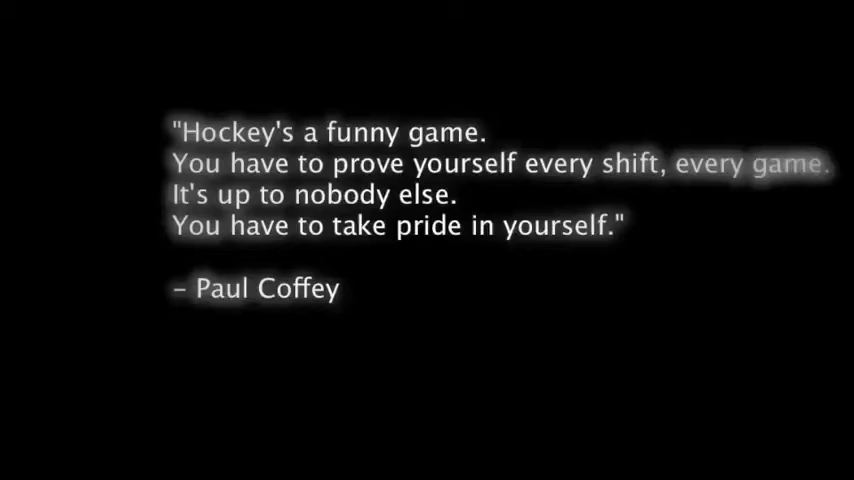 "Hockey's a funny game.
You have to prove yourself every shift, every game.
It's up to nobody else.
You have to take pride in yourself."
– Paul Coffey